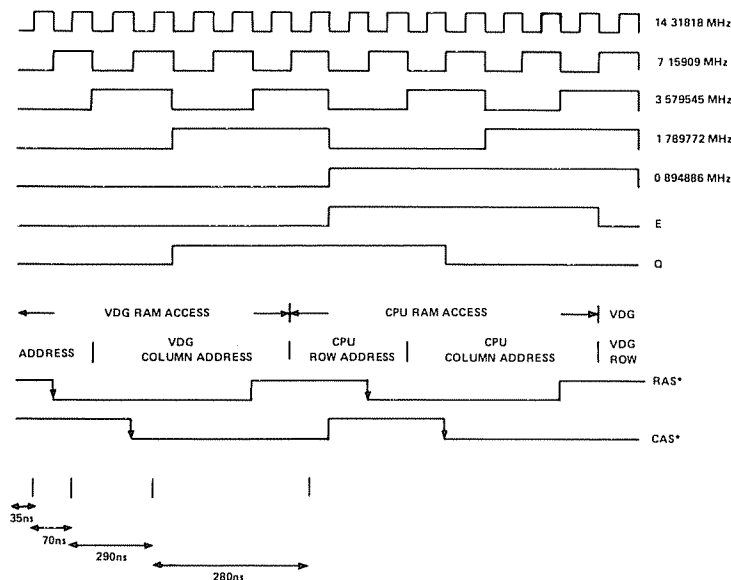 14 31818 MHz
7 15909 MHz
3 579545 MHz
1 789772 MHz
0 894886 MHz
E
Q
VDG RAM ACCESS CPU RAM ACCESS VDG
ADDRESS VDG COLUMN ADDRESS CPU ROW ADDRESS CPU COLUMN ADDRESS VDG ROW
RAS*
CAS*
35ns
70ns
290ns
280ns